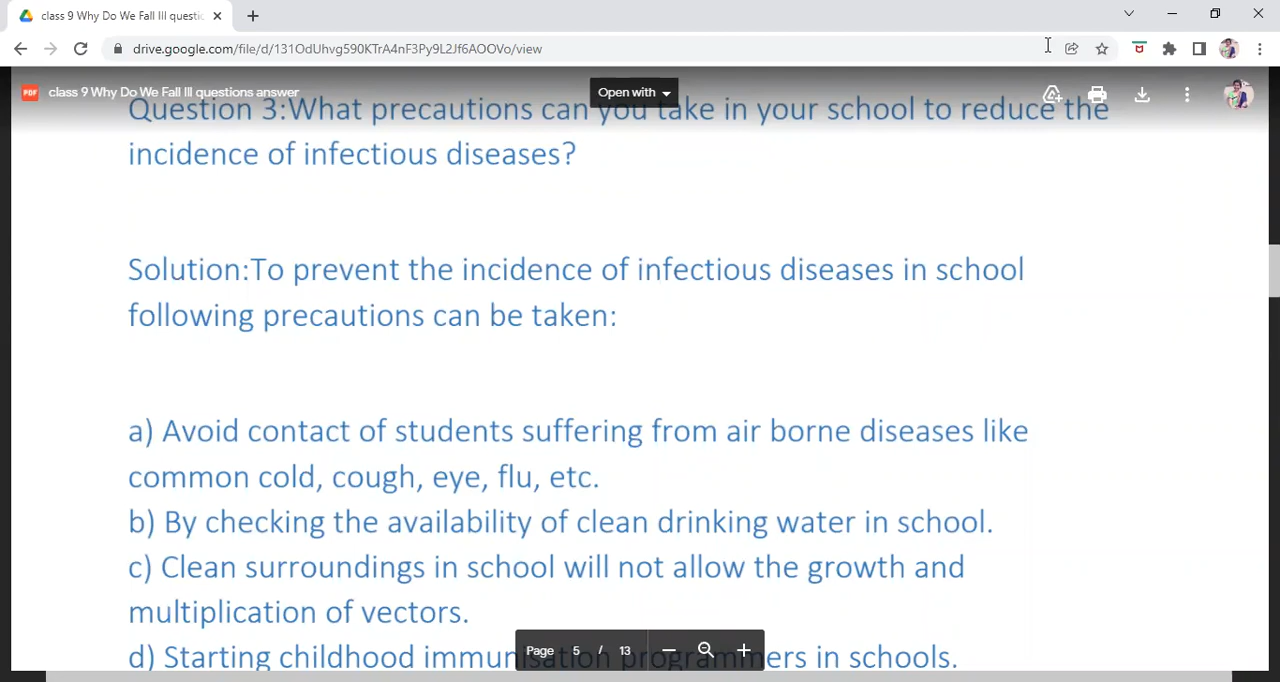 class 9 Why Do We Fall Ill questi
drive.google.com/file/d/131OdUhvg590KTrA4nF3Py9L2Jf6AOOVo/view
PDF class 9 Why Do We Fall Ill questions answer
Open with
Question 3:What precautions can you take in your school to reduce the
incidence of infectious diseases?
Solution:To prevent the incidence of infectious diseases in school
following precautions can be taken:
a) Avoid contact of students suffering from air borne diseases like
common cold, cough, eye, flu, etc.
b) By checking the availability of clean drinking water in school.
c) Clean surroundings in school will not allow the growth and
multiplication of vectors.
d) Starting childhood immunisation programmers in schools.
Page 5 / 13